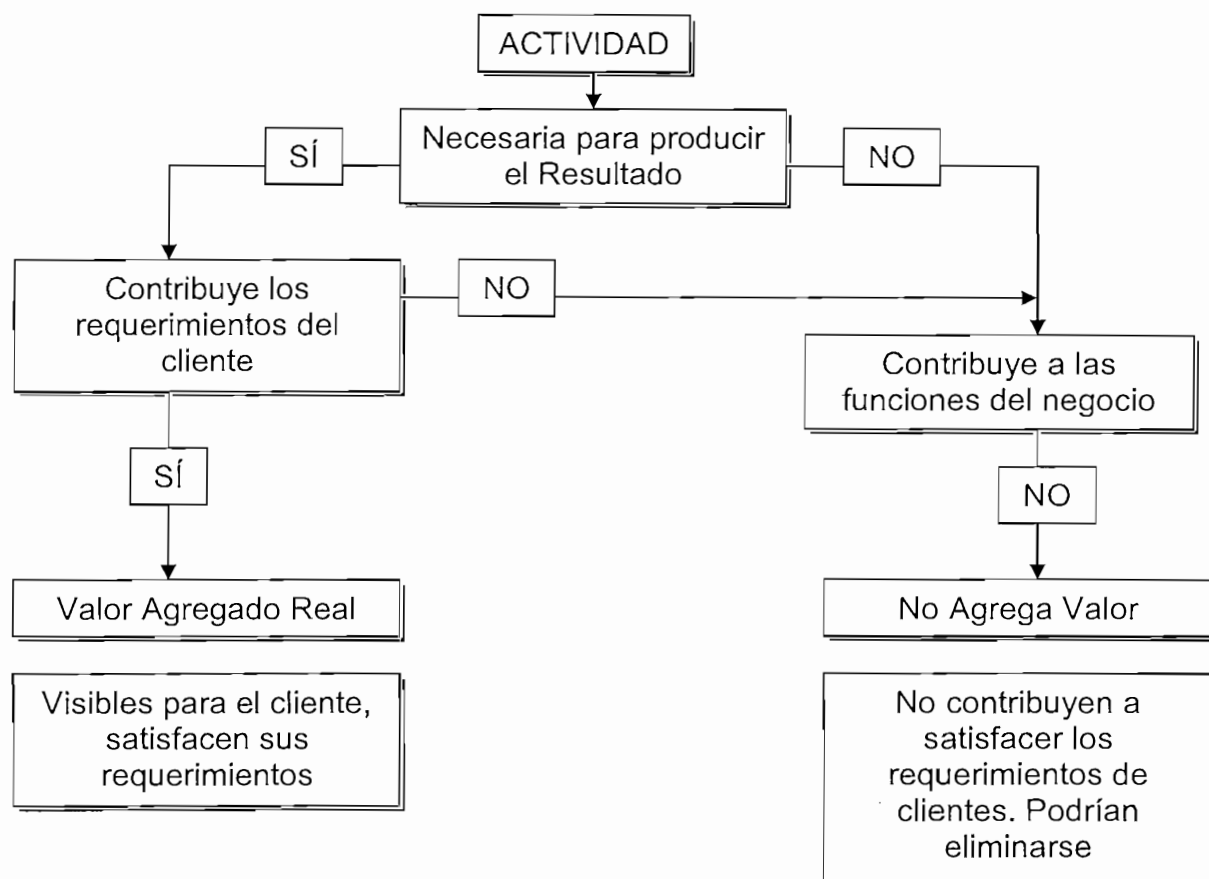 ACTIVIDAD
Necesaria para producir
el Resultado
SÍ
NO
Contribuye los
requerimientos del
cliente
NO
Contribuye a las
funciones del negocio
SÍ
NO
Valor Agregado Real
No Agrega Valor
Visibles para el cliente,
satisfacen sus
requerimientos
No contribuyen a
satisfacer los
requerimientos de
clientes. Podrían
eliminarse